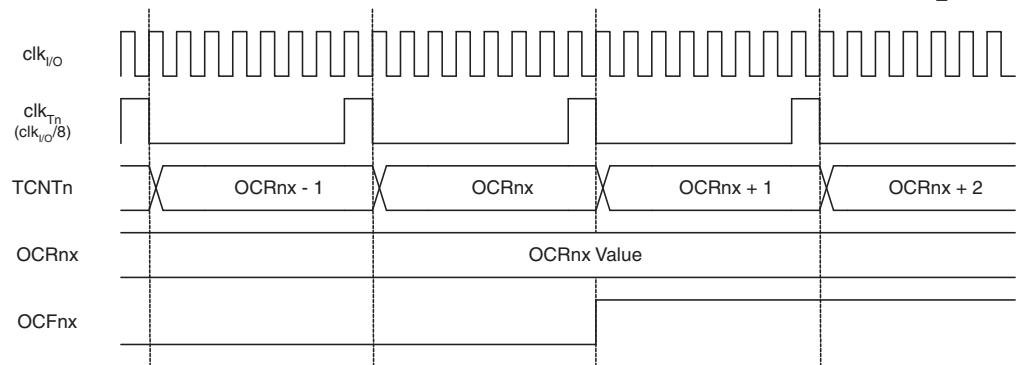 clkI/O
clkTn
(clkI/O/8)
TCNTn OCRnx - 1 OCRnx OCRnx + 1 OCRnx + 2
OCRnx OCRnx Value
OCFnx